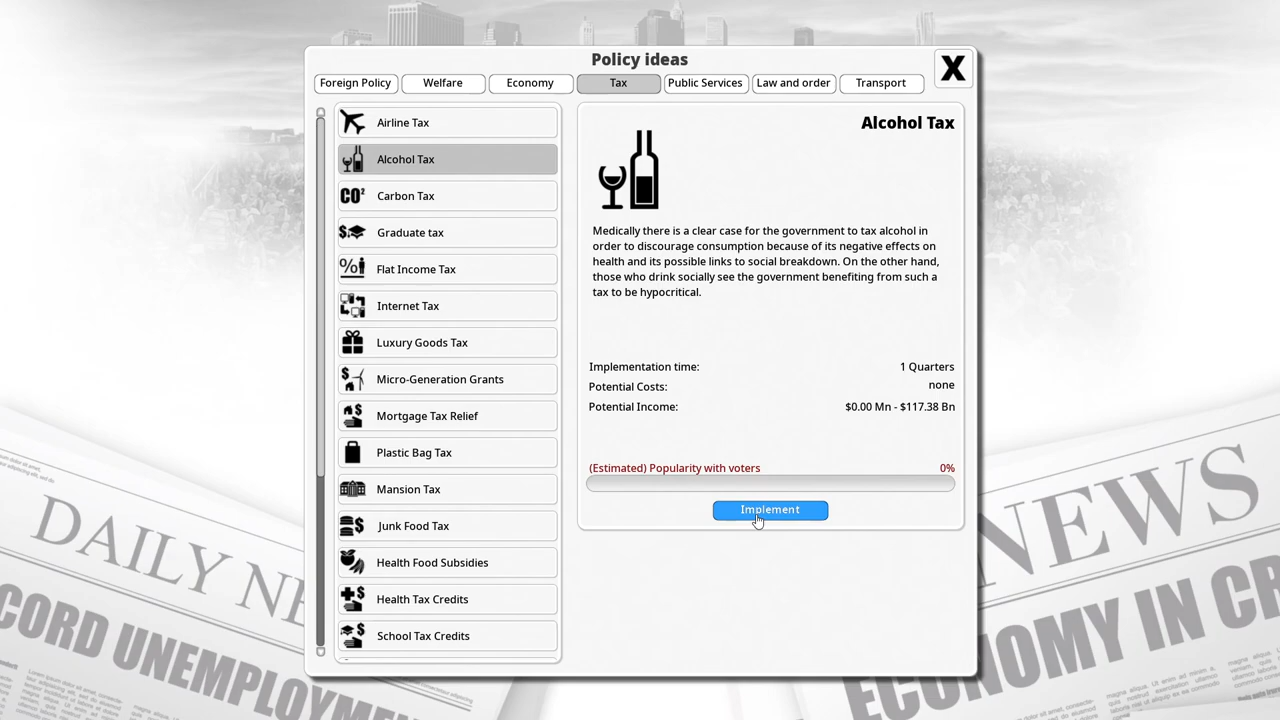 Policy ideas
X
Foreign Policy
Welfare
Economy
Tax
Public Services
Law and order
Transport
Airline Tax
Alcohol Tax
CO² Carbon Tax
Graduate tax
Flat Income Tax
Internet Tax
Luxury Goods Tax
Micro-Generation Grants
Mortgage Tax Relief
Plastic Bag Tax
Mansion Tax
Junk Food Tax
Health Food Subsidies
Health Tax Credits
School Tax Credits
Alcohol Tax
Medically there is a clear case for the government to tax alcohol in
order to discourage consumption because of its negative effects on
health and its possible links to social breakdown. On the other hand,
those who drink socially see the government benefiting from such a
tax to be hypocritical.
Implementation time: 1 Quarters
Potential Costs: none
Potential Income: $0.00 Mn - $117.38 Bn
(Estimated) Popularity with voters 0%
Implement
DAILY NE
CORD UNEMPLOYM
NEWS
ECONOMY IN CR